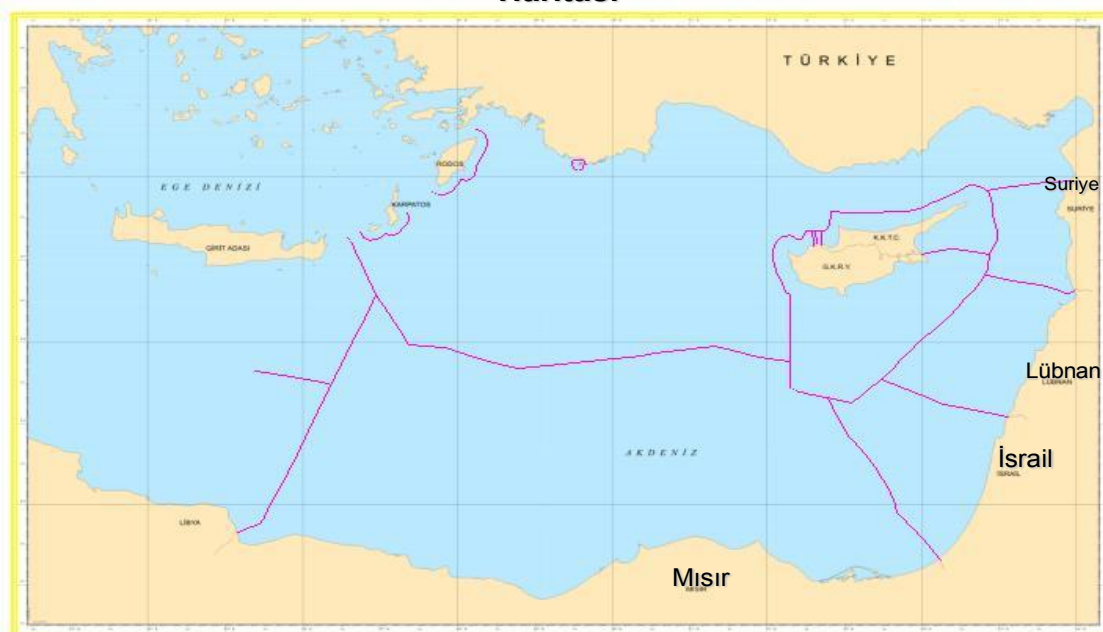 TÜRKİYE
RODOS
EGE DENİZİ
KARPATOS
Suriye
SURİYE
GİRİT ADASI
K.K.T.C.
G.K.R.Y.
Lübnan
LÜBNAN
AKDENİZ
İsrail
İSRAİL
LİBYA
Mısır
MISIR